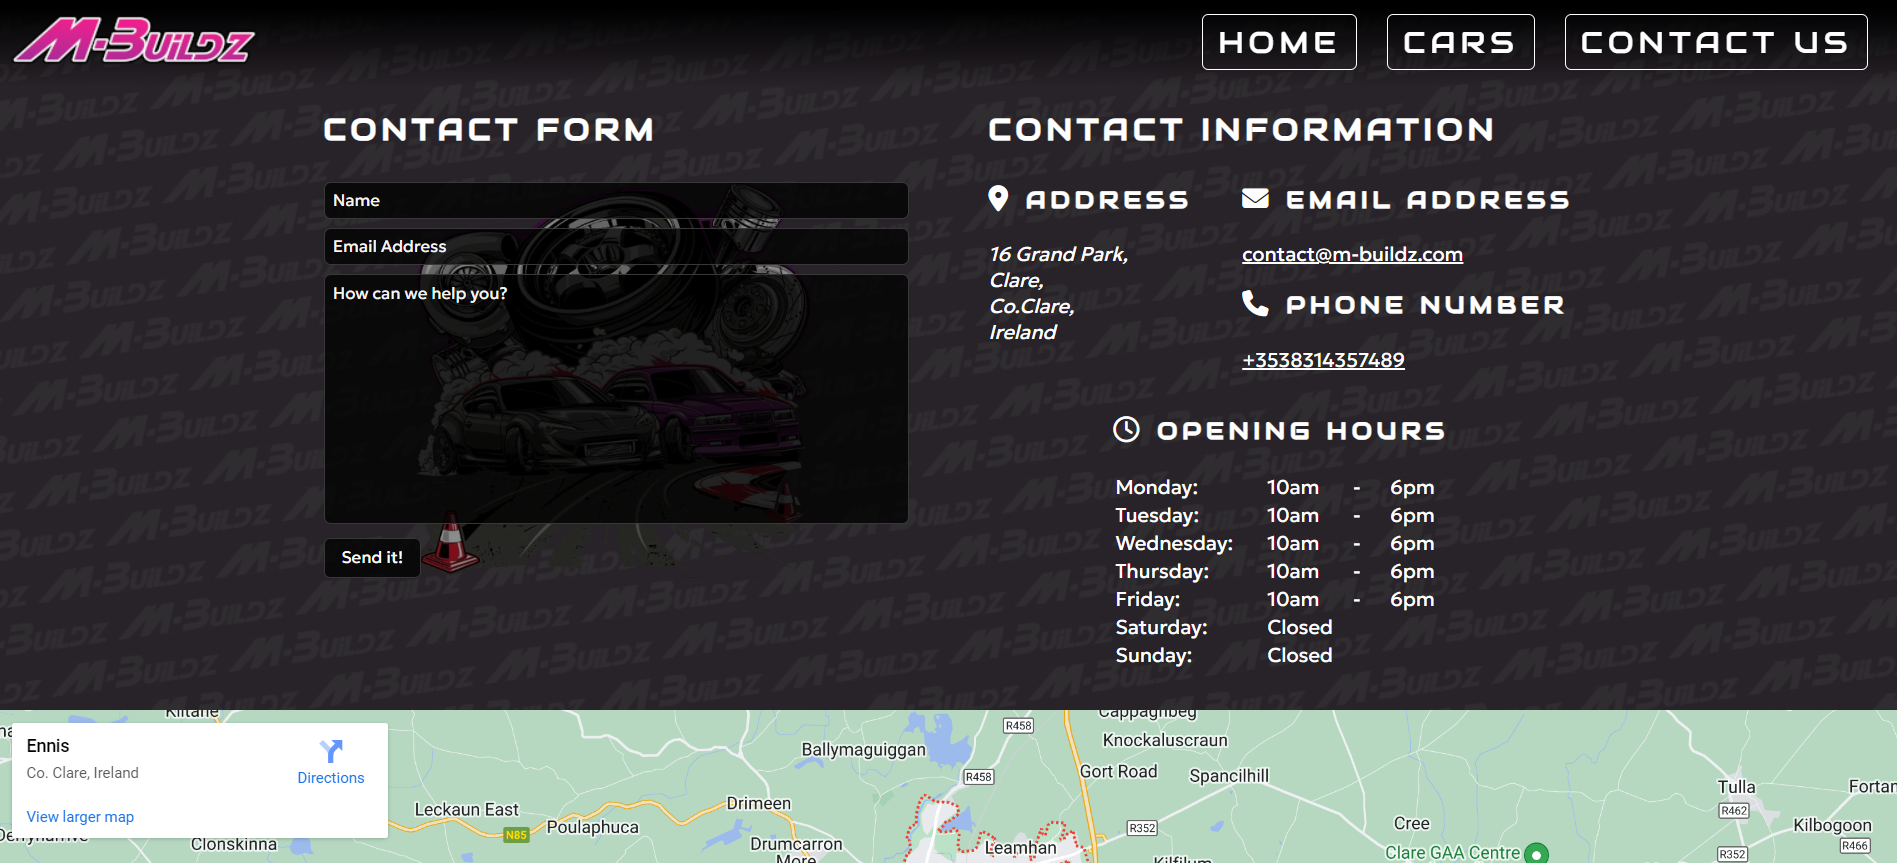 M-Buildz
HOME
CARS
CONTACT US
CONTACT FORM
Name
Email Address
How can we help you?
Send it!
CONTACT INFORMATION
ADDRESS
16 Grand Park,
Clare,
Co.Clare,
Ireland
EMAIL ADDRESS
contact@m-buildz.com
PHONE NUMBER
+3538314357489
OPENING HOURS
Monday: 10am - 6pm
Tuesday: 10am - 6pm
Wednesday: 10am - 6pm
Thursday: 10am - 6pm
Friday: 10am - 6pm
Saturday: Closed
Sunday: Closed
Ennis
Co. Clare, Ireland
Directions
View larger map
Kiltane
Cappaghbeg
R458
Knockaluscraun
Ballymaguiggan
Gort Road
Spancilhill
R458
Tulla
Leckaun East
Drimeen
R462
N85
Poulaphuca
R352
Cree
Kilbogoon
Clonskinna
Drumcarron
More
Leamhan
Clare GAA Centre
R352
R466
Kilfilum